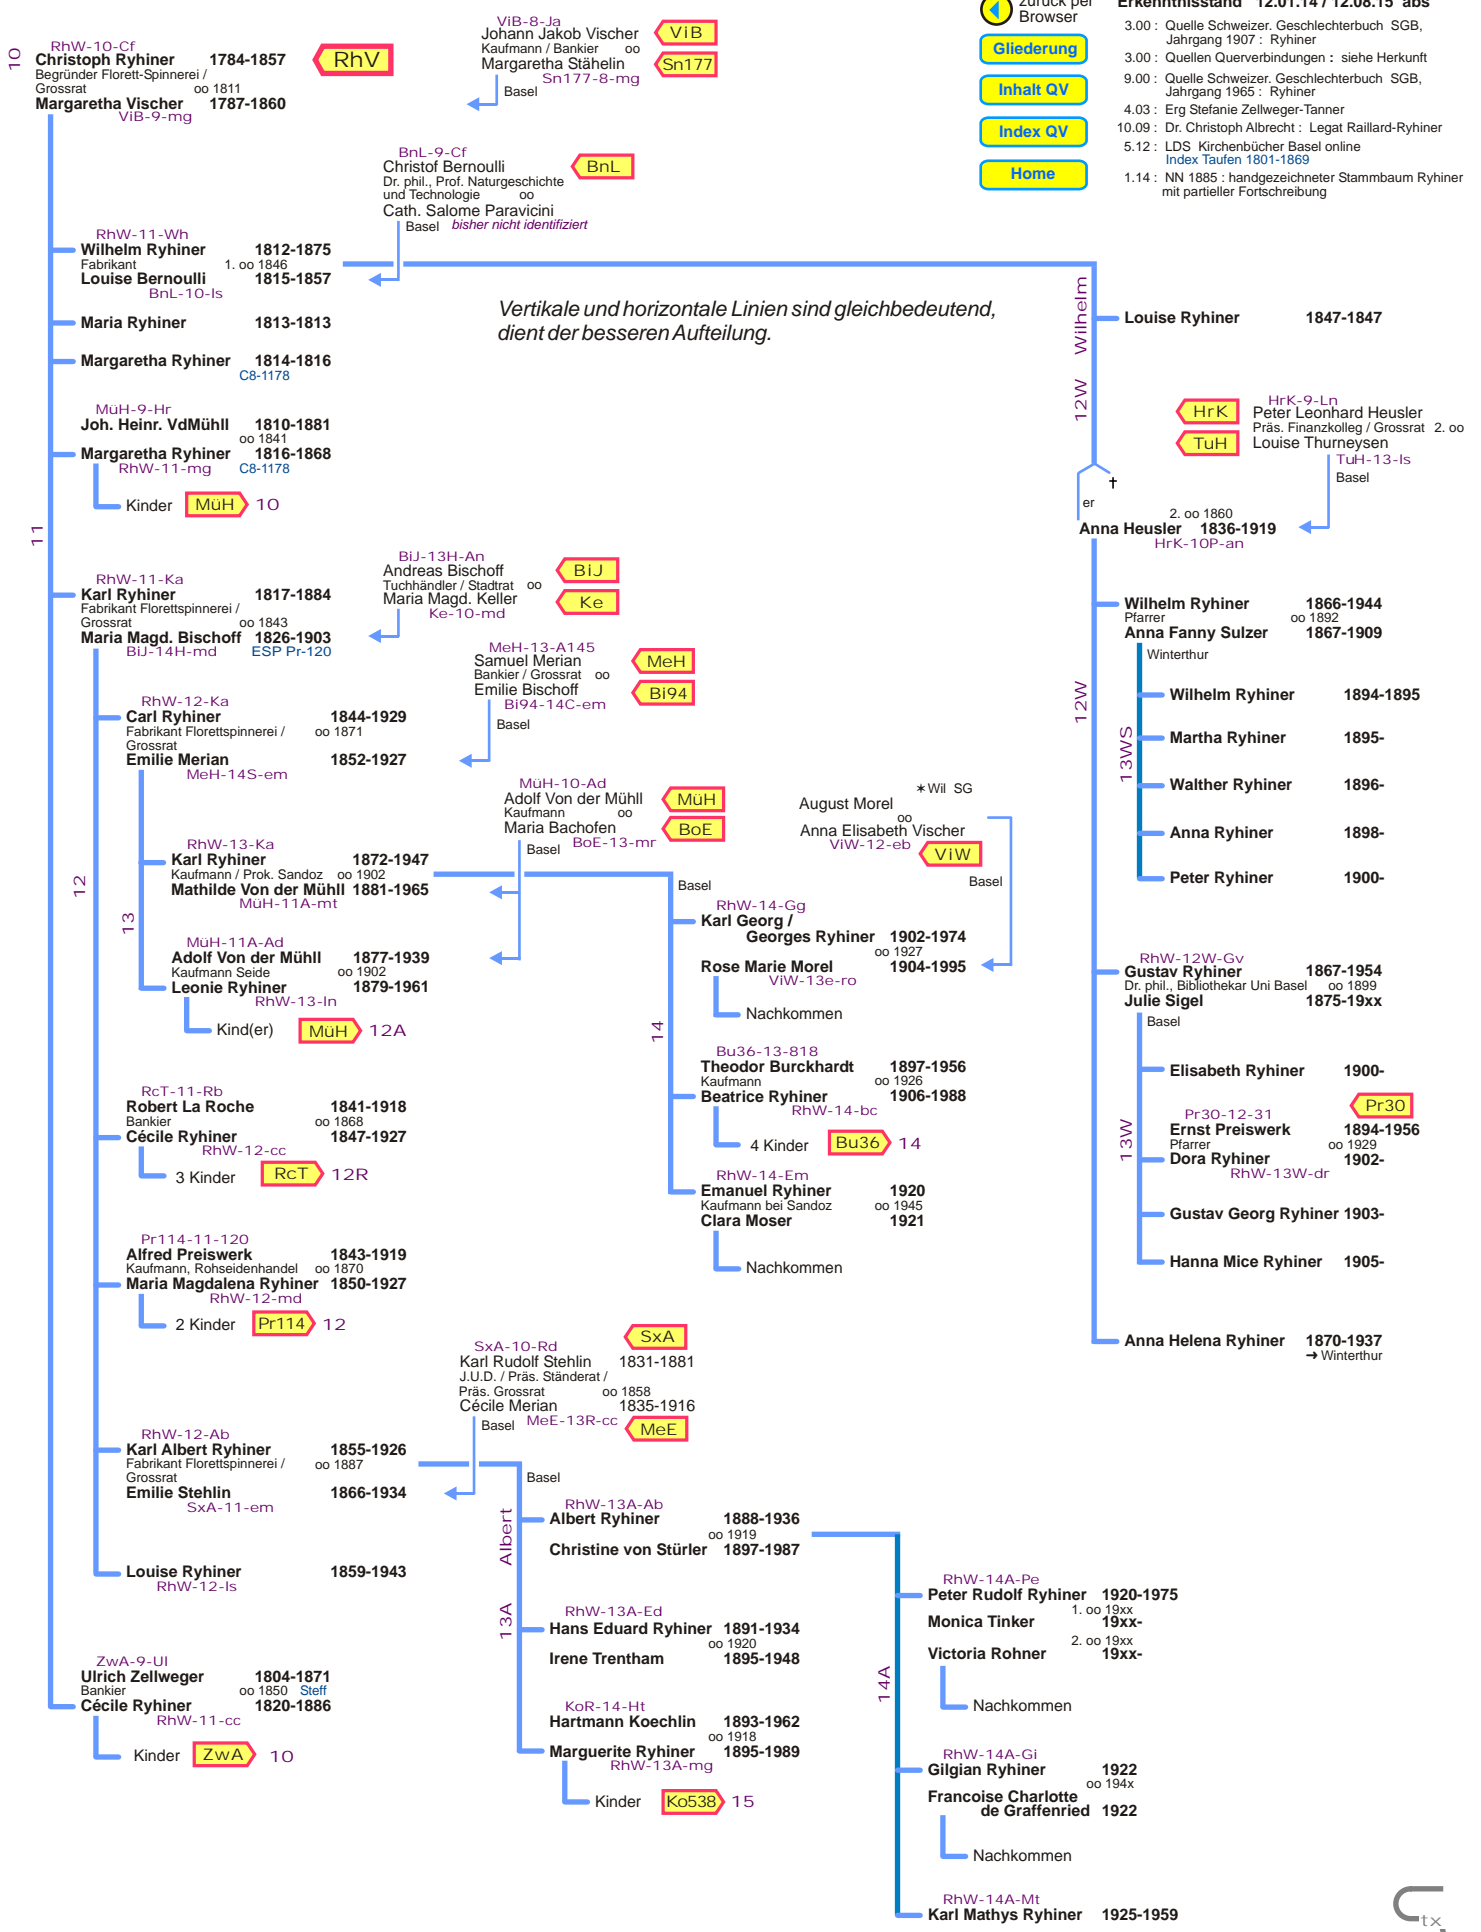 zurück per
Browser
Gliederung
Inhalt QV
Index QV
Home
Erkenntnisstand 12.01.14 / 12.08.15 abs
3.00 : Quelle Schweizer. Geschlechterbuch SGB,
Jahrgang 1907 : Ryhiner
3.00 : Quellen Querverbindungen : siehe Herkunft
9.00 : Quelle Schweizer. Geschlechterbuch SGB,
Jahrgang 1965 : Ryhiner
4.03 : Erg Stefanie Zellweger-Tanner
10.09 : Dr. Christoph Albrecht : Legat Raillard-Ryhiner
5.12 : LDS Kirchenbücher Basel online
Index Taufen 1801-1869
1.14 : NN 1885 : handgezeichneter Stammbaum Ryhiner
mit partieller Fortschreibung
10
RhW-10-Cf
Christoph Ryhiner 1784-1857
RhV
Begründer Florett-Spinnerei /
Grossrat oo 1811
Margaretha Vischer 1787-1860
ViB-9-mg
ViB-8-Ja
Johann Jakob Vischer
ViB
Kaufmann / Bankier oo
Margaretha Stähelin
Sn177
Sn177-8-mg
Basel
BnL-9-Cf
Christof Bernoulli
BnL
Dr. phil., Prof. Naturgeschichte
und Technologie oo
Cath. Salome Paravicini
Basel bisher nicht identifiziert
11
RhW-11-Wh
Wilhelm Ryhiner 1812-1875
Fabrikant 1. oo 1846
Louise Bernoulli 1815-1857
BnL-10-ls
Maria Ryhiner 1813-1813
Margaretha Ryhiner 1814-1816
C8-1178
Vertikale und horizontale Linien sind gleichbedeutend,
dient der besseren Aufteilung.
MüH-9-Hr
Joh. Heinr. VdMühll 1810-1881
oo 1841
Margaretha Ryhiner 1816-1868
RhW-11-mg C8-1178
Kinder MüH 10
RhW-11-Ka
Karl Ryhiner 1817-1884
Fabrikant Florettspinnerei /
Grossrat oo 1843
Maria Magd. Bischoff 1826-1903
BiJ-14H-md ESP Pr-120
BiJ-13H-An
Andreas Bischoff
BiJ
Tuchhändler / Stadtrat oo
Maria Magd. Keller
Ke
Ke-10-md
12
RhW-12-Ka
Carl Ryhiner 1844-1929
Fabrikant Florettspinnerei / oo 1871
Grossrat
Emilie Merian 1852-1927
MeH-14S-em
MeH-13-A145
Samuel Merian
MeH
Bankier / Grossrat oo
Emilie Bischoff
Bi94
Bi94-14C-em
Basel
13
RhW-13-Ka
Karl Ryhiner 1872-1947
Kaufmann / Prok. Sandoz oo 1902
Mathilde Von der Mühll 1881-1965
MüH-11A-mt
MüH-10-Ad
Adolf Von der Mühll
MüH
Kaufmann oo
Maria Bachofen
BoE
Basel BoE-13-mr
MüH-11A-Ad
Adolf Von der Mühll 1877-1939
Kaufmann Seide oo 1902
Leonie Ryhiner 1879-1961
RhW-13-ln
Kind(er) MüH 12A
✶Wil SG
August Morel
oo
Anna Elisabeth Vischer
ViW-12-eb
ViW
Basel
14
Basel
RhW-14-Gg
Karl Georg /
Georges Ryhiner 1902-1974
oo 1927
Rose Marie Morel 1904-1995
ViW-13e-ro
Nachkommen
Bu36-13-818
Theodor Burckhardt 1897-1956
Kaufmann oo 1926
Beatrice Ryhiner 1906-1988
RhW-14-bc
4 Kinder Bu36 14
RhW-14-Em
Emanuel Ryhiner 1920
Kaufmann bei Sandoz oo 1945
Clara Moser 1921
Nachkommen
RcT-11-Rb
Robert La Roche 1841-1918
Bankier oo 1868
Cécile Ryhiner 1847-1927
RhW-12-cc
3 Kinder RcT 12R
Pr114-11-120
Alfred Preiswerk 1843-1919
Kaufmann, Rohseidenhandel oo 1870
Maria Magdalena Ryhiner 1850-1927
RhW-12-md
2 Kinder Pr114 12
RhW-12-Ab
Karl Albert Ryhiner 1855-1926
Fabrikant Florettspinnerei / oo 1887
Grossrat
Emilie Stehlin 1866-1934
SxA-11-em
SxA
SxA-10-Rd
Karl Rudolf Stehlin 1831-1881
J.U.D. / Präs. Ständerat /
Präs. Grossrat oo 1858
Cécile Merian 1835-1916
Basel MeE-13R-cc
MeE
Louise Ryhiner 1859-1943
RhW-12-ls
ZwA-9-Ul
Ulrich Zellweger 1804-1871
Bankier oo 1850 Steff
Cécile Ryhiner 1820-1886
RhW-11-cc
Kinder ZwA 10
13A Albert
Basel
RhW-13A-Ab
Albert Ryhiner 1888-1936
oo 1919
Christine von Stürler 1897-1987
RhW-13A-Ed
Hans Eduard Ryhiner 1891-1934
oo 1920
Irene Trentham 1895-1948
KoR-14-Ht
Hartmann Koechlin 1893-1962
oo 1918
Marguerite Ryhiner 1895-1989
RhW-13A-mg
Kinder Ko538 15
14A
RhW-14A-Pe
Peter Rudolf Ryhiner 1920-1975
1. oo 19xx
Monica Tinker 19xx-
2. oo 19xx
Victoria Rohner 19xx-
Nachkommen
RhW-14A-Gi
Gilgian Ryhiner 1922
oo 194x
Francoise Charlotte
de Graffenried 1922
Nachkommen
RhW-14A-Mt
Karl Mathys Ryhiner 1925-1959
12W Wilhelm
Louise Ryhiner 1847-1847
HrK
HrK-9-Ln
Peter Leonhard Heusler
Präs. Finanzkolleg / Grossrat 2. oo
TuH
Louise Thurneysen
TuH-13-ls
Basel
✝
er
2. oo 1860
Anna Heusler 1836-1919
HrK-10P-an
12W
Wilhelm Ryhiner 1866-1944
Pfarrer oo 1892
Anna Fanny Sulzer 1867-1909
Winterthur
13WS
Wilhelm Ryhiner 1894-1895
Martha Ryhiner 1895-
Walther Ryhiner 1896-
Anna Ryhiner 1898-
Peter Ryhiner 1900-
RhW-12W-Gv
Gustav Ryhiner 1867-1954
Dr. phil., Bibliothekar Uni Basel oo 1899
Julie Sigel 1875-19xx
Basel
13W
Elisabeth Ryhiner 1900-
Pr30
Pr30-12-31
Ernst Preiswerk 1894-1956
Pfarrer oo 1929
Dora Ryhiner 1902-
RhW-13W-dr
Gustav Georg Ryhiner 1903-
Hanna Mice Ryhiner 1905-
Anna Helena Ryhiner 1870-1937
➔ Winterthur
Ctx